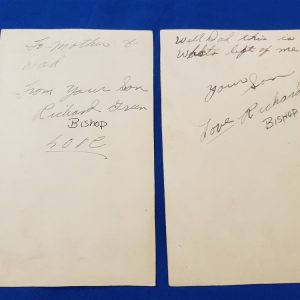 To Mother &
Dad
From Your Son
Richard Green
BISHOP
LOVE
Well Dad this is
Whats left of me
Your Son
Love Richard
BISHOP